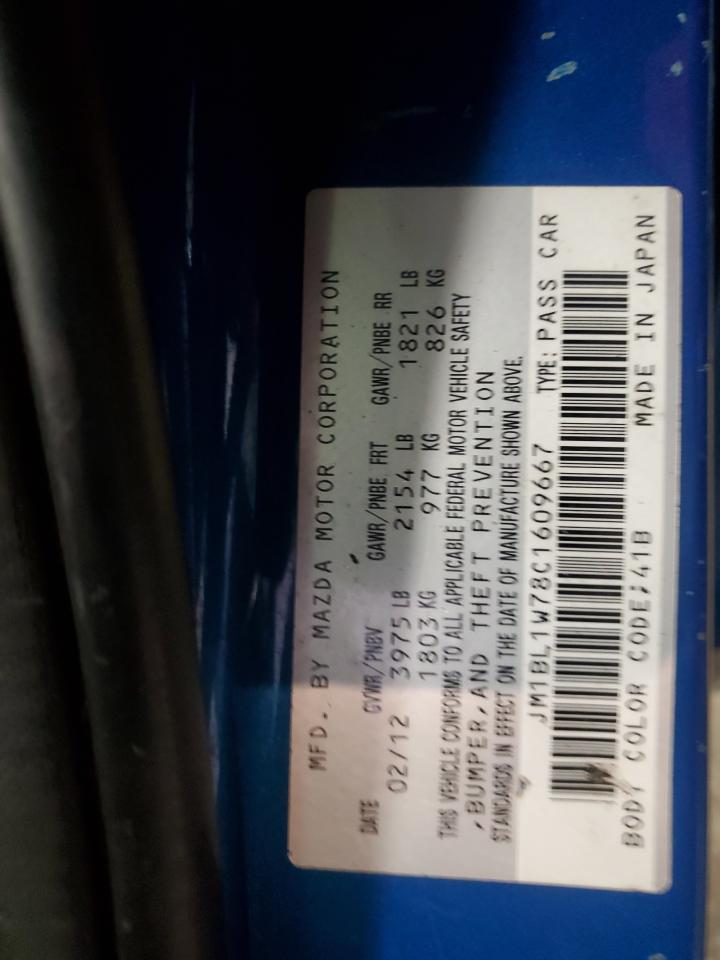 MFD. BY MAZDA MOTOR CORPORATION
DATE GVWR/PNBV GAWR/PNBE FRT GAWR/PNBE RR
02/12 3975 LB 2154 LB 1821 LB
1803 KG 977 KG 826 KG
THIS VEHICLE CONFORMS TO ALL APPLICABLE FEDERAL MOTOR VEHICLE SAFETY
,BUMPER,AND THEFT PREVENTION
STANDARDS IN EFFECT ON THE DATE OF MANUFACTURE SHOWN ABOVE.
JM1BL1W78C1609667 TYPE: PASS CAR
BODY COLOR CODE:41B MADE IN JAPAN